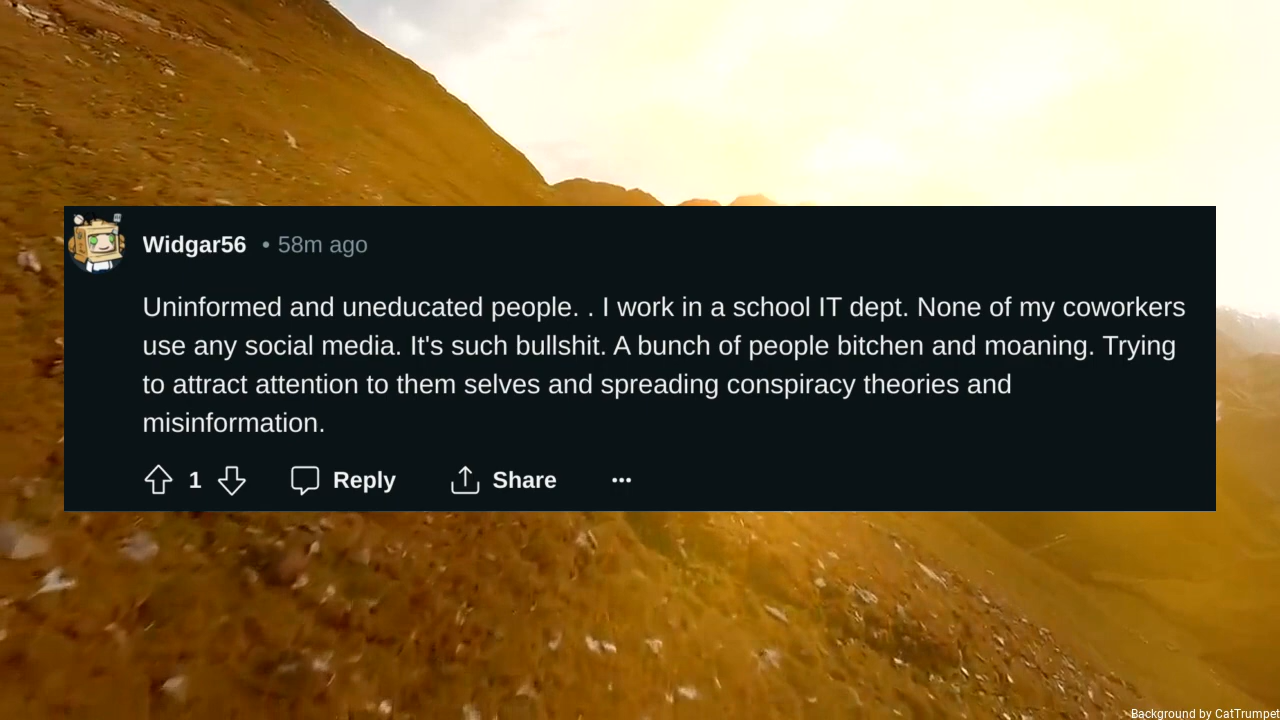 Widgar56 • 58m ago
Uninformed and uneducated people. . I work in a school IT dept. None of my coworkers
use any social media. It's such bullshit. A bunch of people bitchen and moaning. Trying
to attract attention to them selves and spreading conspiracy theories and
misinformation.
1 Reply Share ···
Background by CatTrumpet